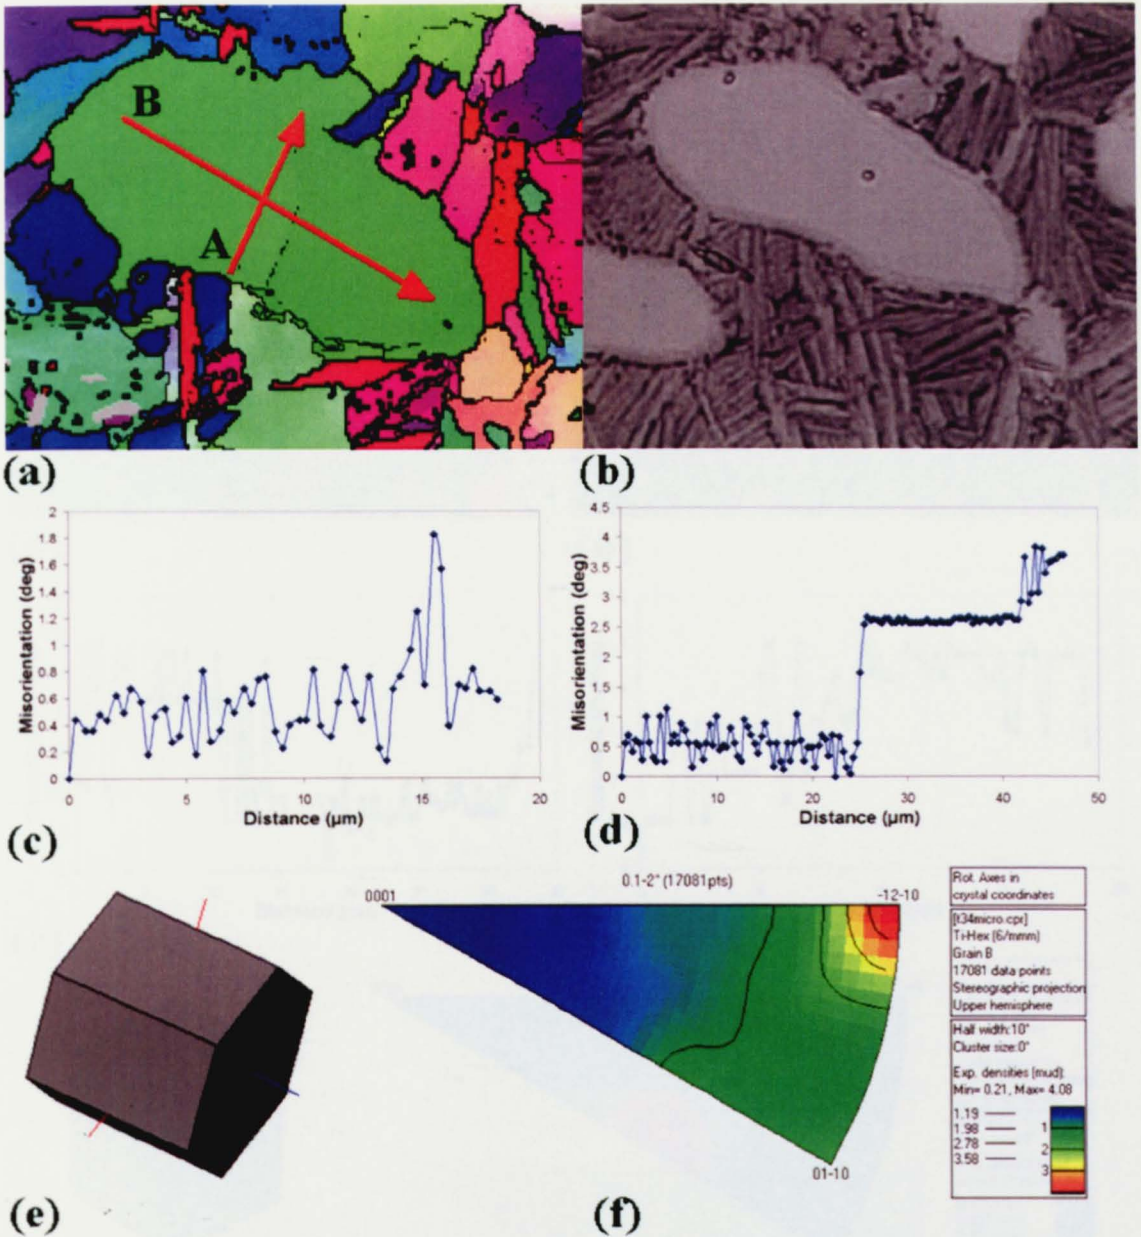 B
A
(a)
(b)
Misorientation (deg)
2
1.8
1.6
1.4
1.2
1
0.8
0.6
0.4
0.2
0
0 5 10 15 20
Distance (µm)
(c)
Misorientation (deg)
4.5
4
3.5
3
2.5
2
1.5
1
0.5
0
0 10 20 30 40 50
Distance (µm)
(d)
(e)
0.1-2° (17081pts)
0001
-12-10
01-10
Rot. Axes in
crystal coordinates
[t34micro.cpr]
Ti-Hex (6/mmm)
Grain B
17081 data points
Stereographic projection
Upper hemisphere
Half width:10°
Cluster size:0°
Exp. densities (mud):
Min= 0.21, Max= 4.08
1.19
1.98
2.78
3.58
1
2
3
(f)